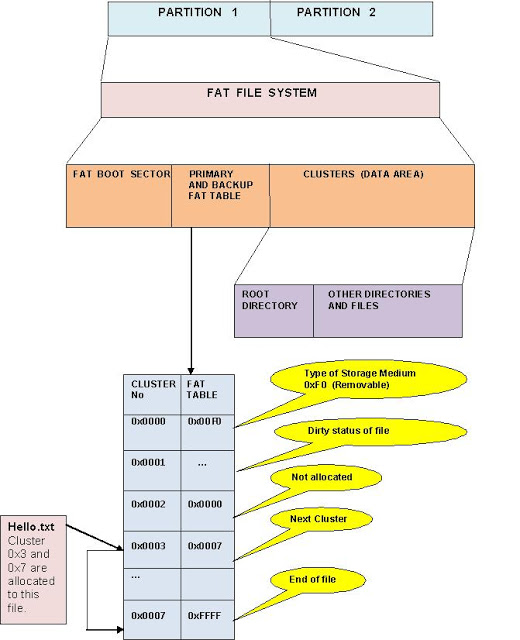 PARTITION 1
PARTITION 2
FAT FILE SYSTEM
FAT BOOT SECTOR
PRIMARY
AND BACKUP
FAT TABLE
CLUSTERS (DATA AREA)
ROOT
DIRECTORY
OTHER DIRECTORIES
AND FILES
CLUSTER
No
FAT
TABLE
Type of Storage Medium
0xF0 (Removable)
0x0000
0x00F0
Dirty status of file
0x0001
...
Not allocated
0x0002
0x0000
Next Cluster
0x0003
0x0007
Hello.txt
Cluster
0x3 and
0x7 are
allocated
to this
file.
...
End of file
0x0007
0xFFFF